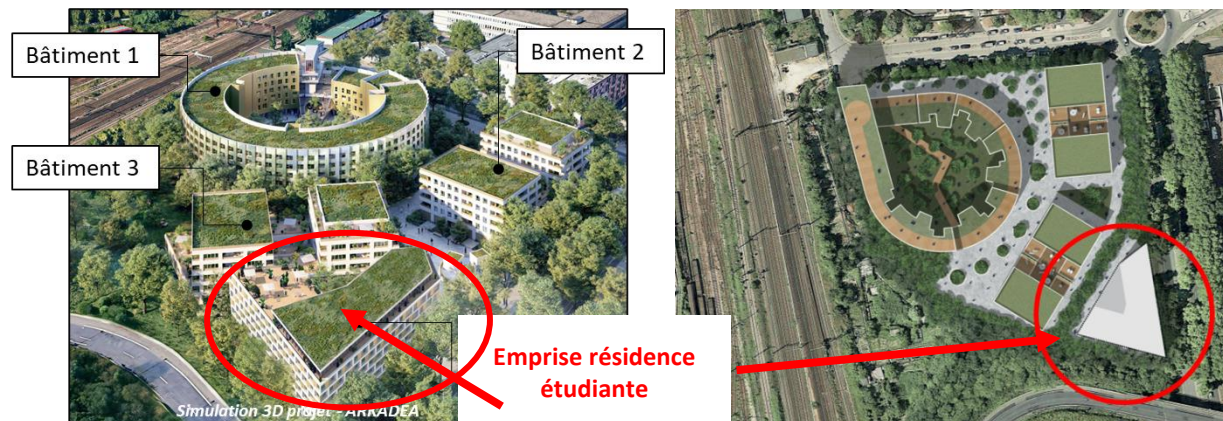 Bâtiment 1
Bâtiment 2
Bâtiment 3
Emprise résidence
étudiante
Simulation 3D projet - ARKADEA